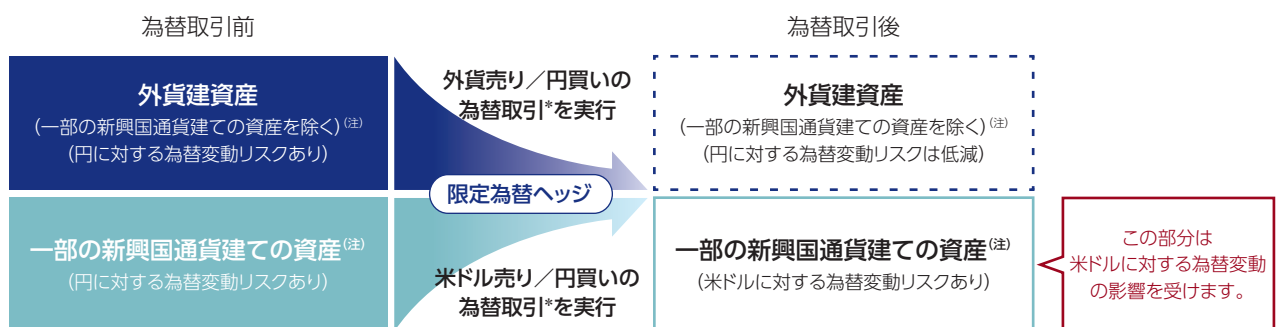 為替取引前
為替取引後
外貨建資産
(一部の新興国通貨建ての資産を除く)(注)
(円に対する為替変動リスクあり)
外貨売り／円買いの
為替取引*を実行
外貨建資産
(一部の新興国通貨建ての資産を除く)(注)
(円に対する為替変動リスクは低減)
限定為替ヘッジ
一部の新興国通貨建ての資産(注)
(円に対する為替変動リスクあり)
米ドル売り／円買いの
為替取引*を実行
一部の新興国通貨建ての資産(注)
(米ドルに対する為替変動リスクあり)
この部分は
米ドルに対する為替変動
の影響を受けます。